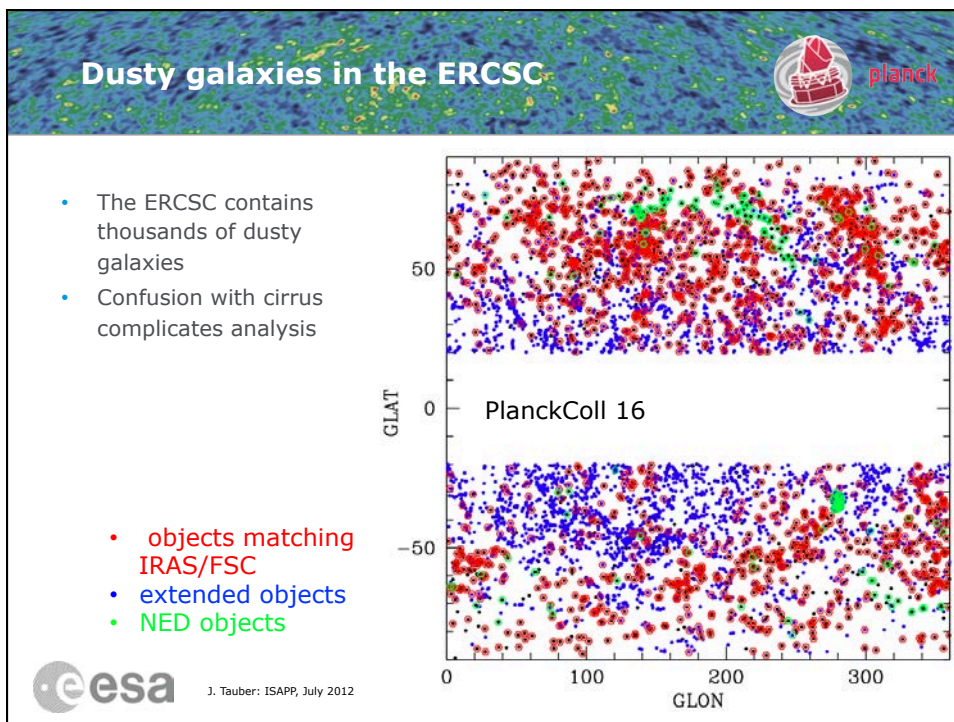 Dusty galaxies in the ERCSC
planck
• The ERCSC contains
thousands of dusty
galaxies
• Confusion with cirrus
complicates analysis
• objects matching
IRAS/FSC
• extended objects
• NED objects
PlanckColl 16
GLAT
50
0
−50
0
100
200
300
GLON
esa
J. Tauber: ISAPP, July 2012